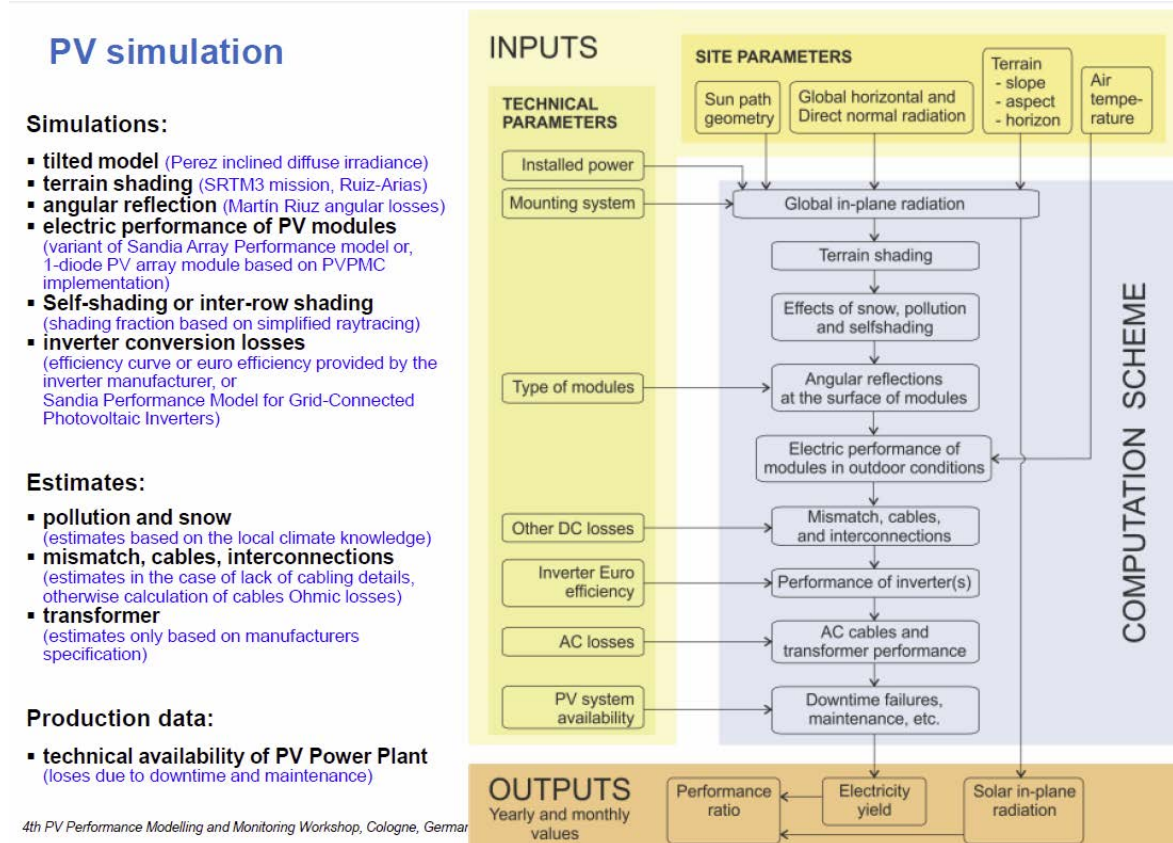 PV simulation
Simulations:
▪ tilted model (Perez inclined diffuse irradiance)
▪ terrain shading (SRTM3 mission, Ruiz-Arias)
▪ angular reflection (Martin Riuz angular losses)
▪ electric performance of PV modules
(variant of Sandia Array Performance model or,
1-diode PV array module based on PVPMC
implementation)
▪ Self-shading or inter-row shading
(shading fraction based on simplified raytracing)
▪ inverter conversion losses
(efficiency curve or euro efficiency provided by the
inverter manufacturer, or
Sandia Performance Model for Grid-Connected
Photovoltaic Inverters)
Estimates:
▪ pollution and snow
(estimates based on the local climate knowledge)
▪ mismatch, cables, interconnections
(estimates in the case of lack of cabling details,
otherwise calculation of cables Ohmic losses)
▪ transformer
(estimates only based on manufacturers
specification)
Production data:
▪ technical availability of PV Power Plant
(loses due to downtime and maintenance)
4th PV Performance Modelling and Monitoring Workshop, Cologne, German
INPUTS
SITE PARAMETERS
Sun path
geometry
Global horizontal and
Direct normal radiation
Terrain
- slope
- aspect
- horizon
Air
tempe-
rature
TECHNICAL
PARAMETERS
Installed power
Mounting system
Type of modules
Other DC losses
Inverter Euro
efficiency
AC losses
PV system
availability
Global in-plane radiation
Terrain shading
Effects of snow, pollution
and selfshading
Angular reflections
at the surface of modules
Electric performance of
modules in outdoor conditions
Mismatch, cables,
and interconnections
Performance of inverter(s)
AC cables and
transformer performance
Downtime failures,
maintenance, etc.
COMPUTATION SCHEME
OUTPUTS
Yearly and monthly
values
Performance
ratio
Electricity
yield
Solar in-plane
radiation